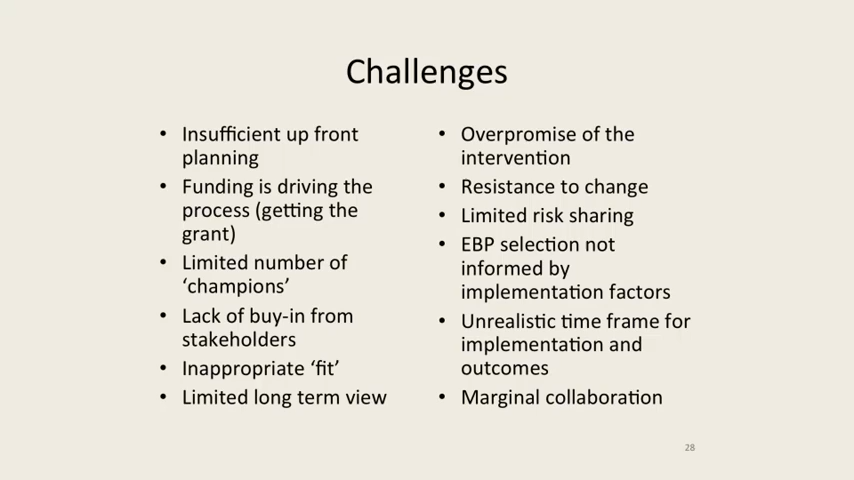 Challenges
• Insufficient up front
planning
• Funding is driving the
process (getting the
grant)
• Limited number of
‘champions’
• Lack of buy-in from
stakeholders
• Inappropriate ‘fit’
• Limited long term view
• Overpromise of the
intervention
• Resistance to change
• Limited risk sharing
• EBP selection not
informed by
implementation factors
• Unrealistic time frame for
implementation and
outcomes
• Marginal collaboration
28